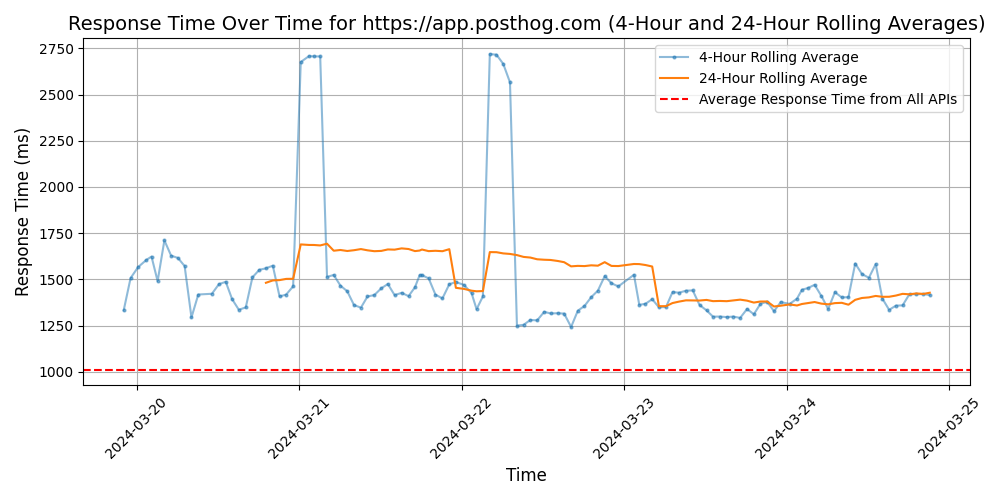 Response Time Over Time for https://app.posthog.com (4-Hour and 24-Hour Rolling Averages)
4-Hour Rolling Average
24-Hour Rolling Average
Average Response Time from All APIs
Response Time (ms)
2750
2500
2250
2000
1750
1500
1250
1000
2024-03-20
2024-03-21
2024-03-22
2024-03-23
2024-03-24
2024-03-25
Time